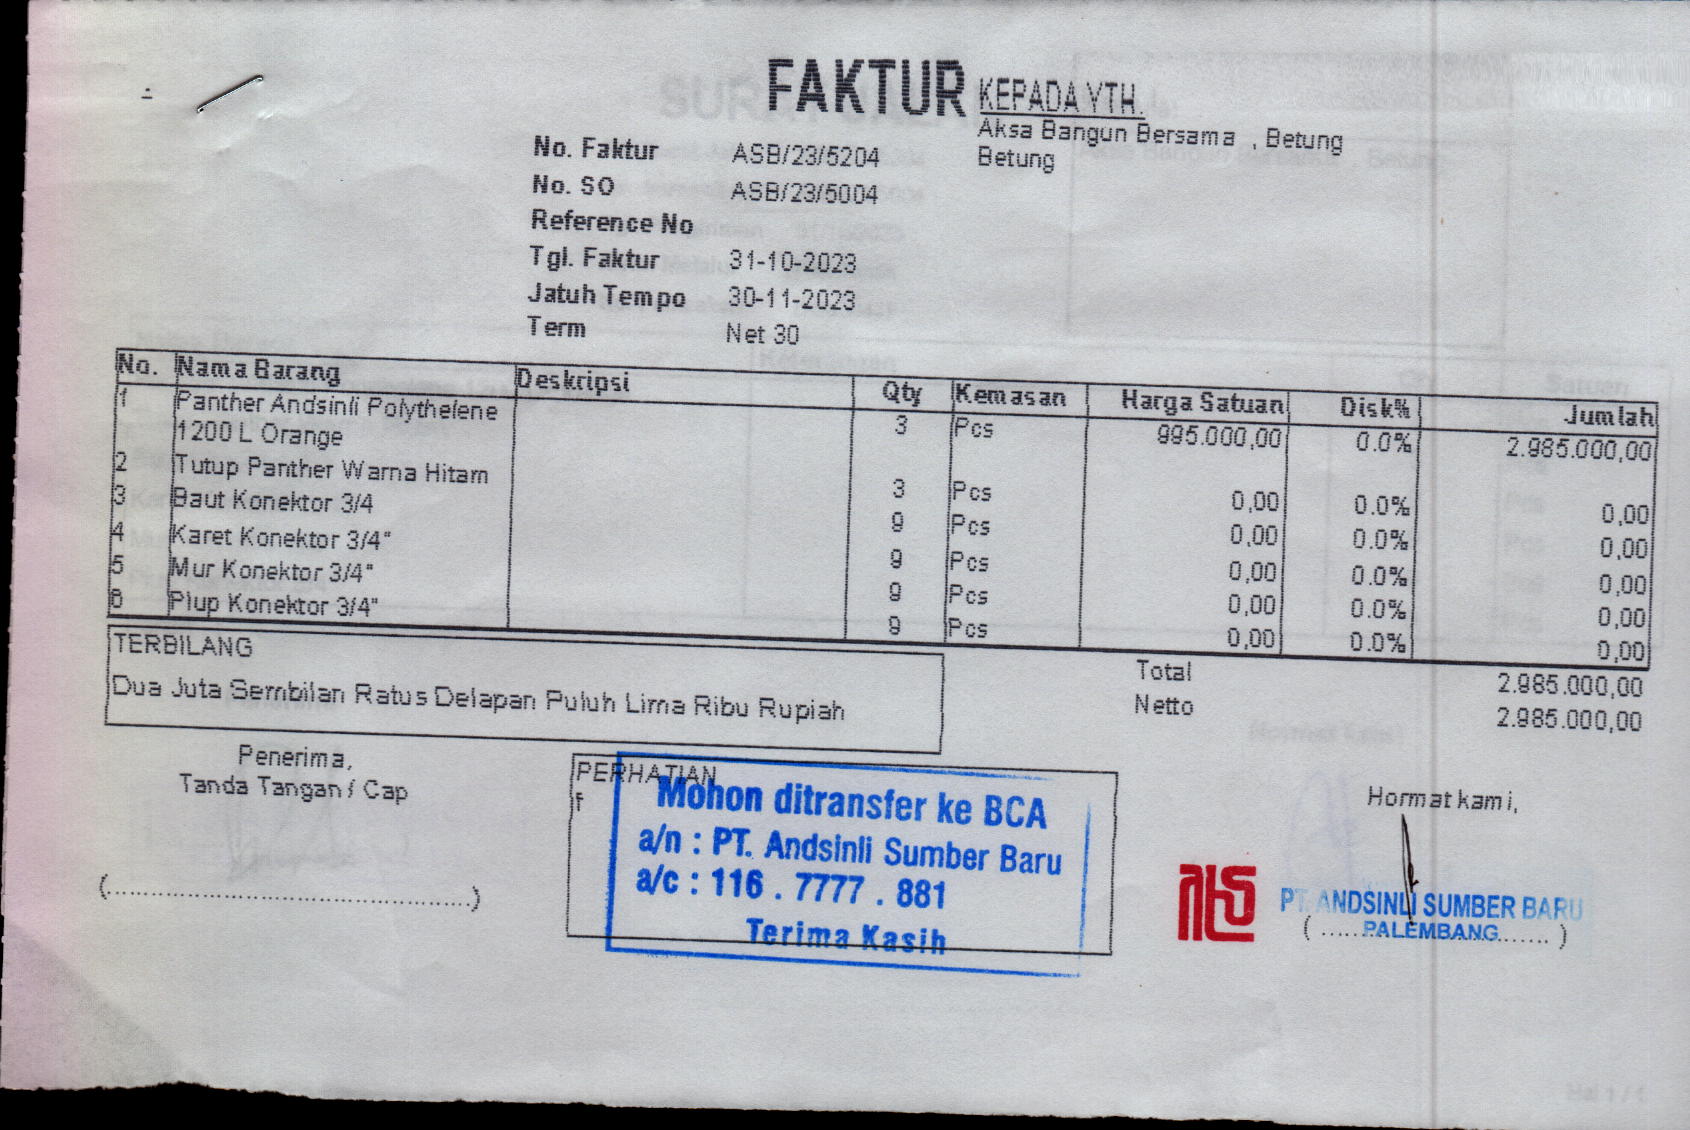 FAKTUR
KEPADA YTH.
Aksa Bangun Bersama , Betung
Betung
No. Faktur ASB/23/5204
No. SO ASB/23/5004
Reference No
Tgl. Faktur 31-10-2023
Jatuh Tempo 30-11-2023
Term Net 30
No. Nama Barang Deskripsi Qty Kemasan Harga Satuan Disk% Jumlah
1 Panther Andsinli Polythelene 3 Pcs 995.000,00 0.0% 2.985.000,00
1200 L Orange
2 Tutup Panther Warna Hitam 3 Pcs 0,00 0.0% 0,00
3 Baut Konektor 3/4 9 Pcs 0,00 0.0% 0,00
4 Karet Konektor 3/4" 9 Pcs 0,00 0.0% 0,00
5 Mur Konektor 3/4" 9 Pcs 0,00 0.0% 0,00
6 Plup Konektor 3/4" 9 Pcs 0,00 0.0% 0,00
TERBILANG
Dua Juta Sembilan Ratus Delapan Puluh Lima Ribu Rupiah
Total 2.985.000,00
Netto 2.985.000,00
Penerima,
Tanda Tangan / Cap
(................................................)
PERHATIAN
f
Mohon ditransfer ke BCA
a/n : PT. Andsinli Sumber Baru
a/c : 116 . 7777 . 881
Terima Kasih
Hormat kami,
PT. ANDSINLI SUMBER BARU
( ......PALEMBANG....... )
Hal 1 / 1